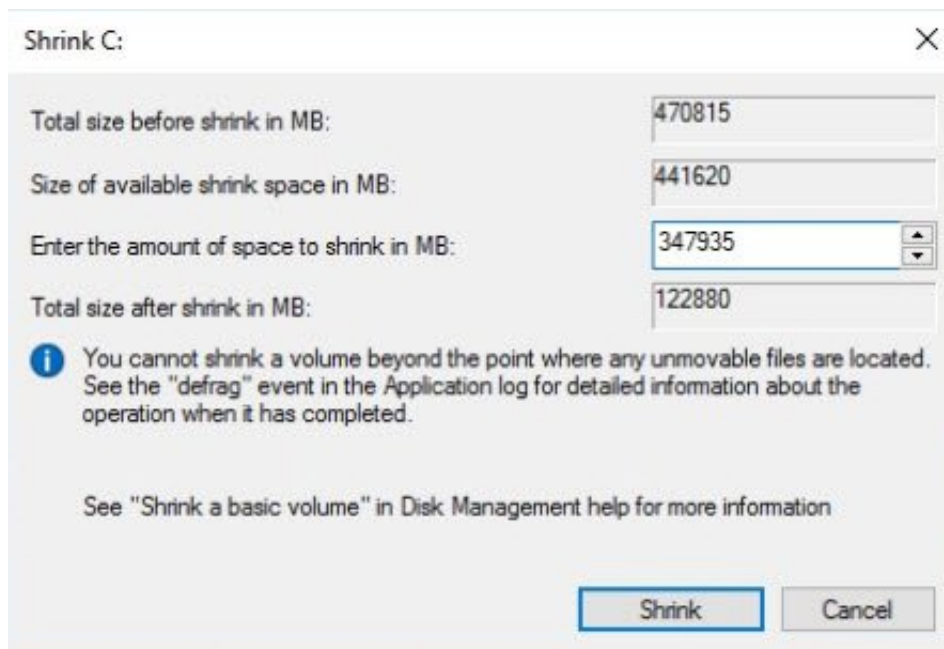 Shrink C:
Total size before shrink in MB: 470815
Size of available shrink space in MB: 441620
Enter the amount of space to shrink in MB: 347935
Total size after shrink in MB: 122880
You cannot shrink a volume beyond the point where any unmovable files are located.
See the "defrag" event in the Application log for detailed information about the
operation when it has completed.
See "Shrink a basic volume" in Disk Management help for more information
Shrink Cancel